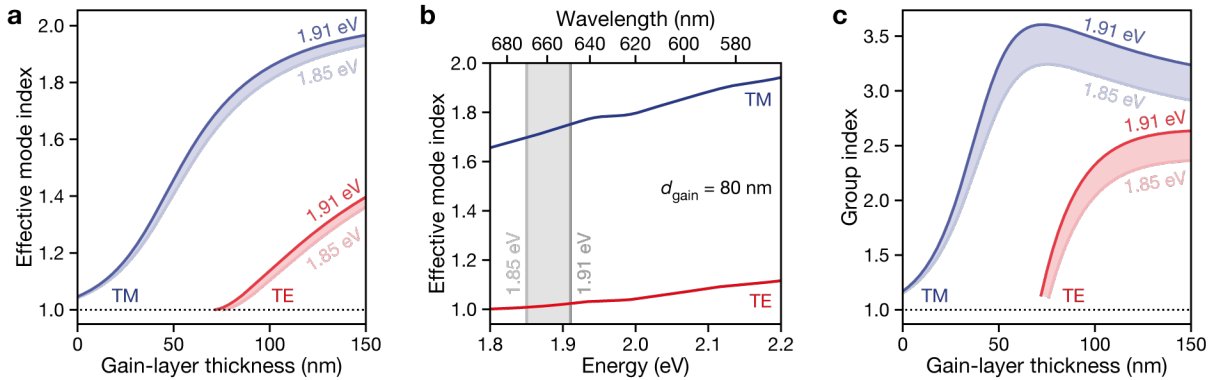 a
2.0
1.8
1.6
1.4
1.2
1.0
Effective mode index
1.91 eV
1.85 eV
1.91 eV
1.85 eV
TM
TE
0
50
100
150
Gain-layer thickness (nm)
b
Wavelength (nm)
680
660
640
620
600
580
2.0
1.8
1.6
1.4
1.2
1.0
Effective mode index
TM
dgain = 80 nm
1.85 eV
1.91 eV
TE
1.8
1.9
2.0
2.1
2.2
Energy (eV)
c
3.5
3.0
2.5
2.0
1.5
1.0
Group index
1.91 eV
1.85 eV
1.91 eV
1.85 eV
TM
TE
0
50
100
150
Gain-layer thickness (nm)